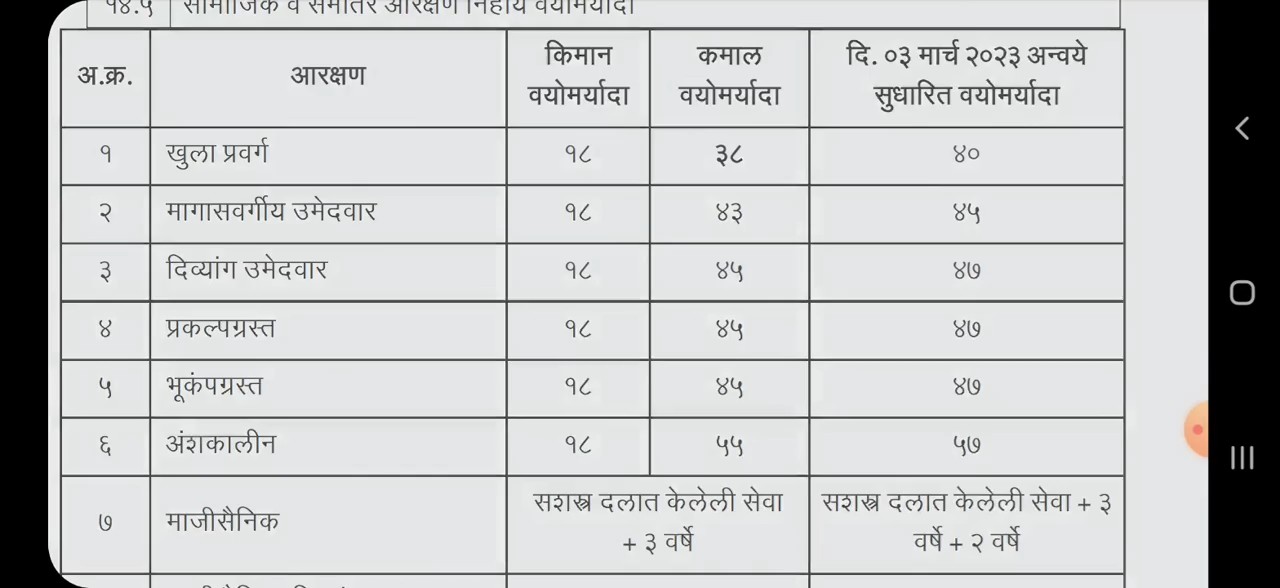 १४.५ सामाजिक व समांतर आरक्षण निहाय वयोमर्यादा
अ.क्र. आरक्षण किमान वयोमर्यादा कमाल वयोमर्यादा दि. ०३ मार्च २०२३ अन्वये सुधारित वयोमर्यादा
१ खुला प्रवर्ग १८ ३८ ४०
२ मागासवर्गीय उमेदवार १८ ४३ ४५
३ दिव्यांग उमेदवार १८ ४५ ४७
४ प्रकल्पग्रस्त १८ ४५ ४७
५ भूकंपग्रस्त १८ ४५ ४७
६ अंशकालीन १८ ५५ ५७
७ माजीसैनिक सशस्त्र दलात केलेली सेवा + ३ वर्षे सशस्त्र दलात केलेली सेवा + ३ वर्षे + २ वर्षे